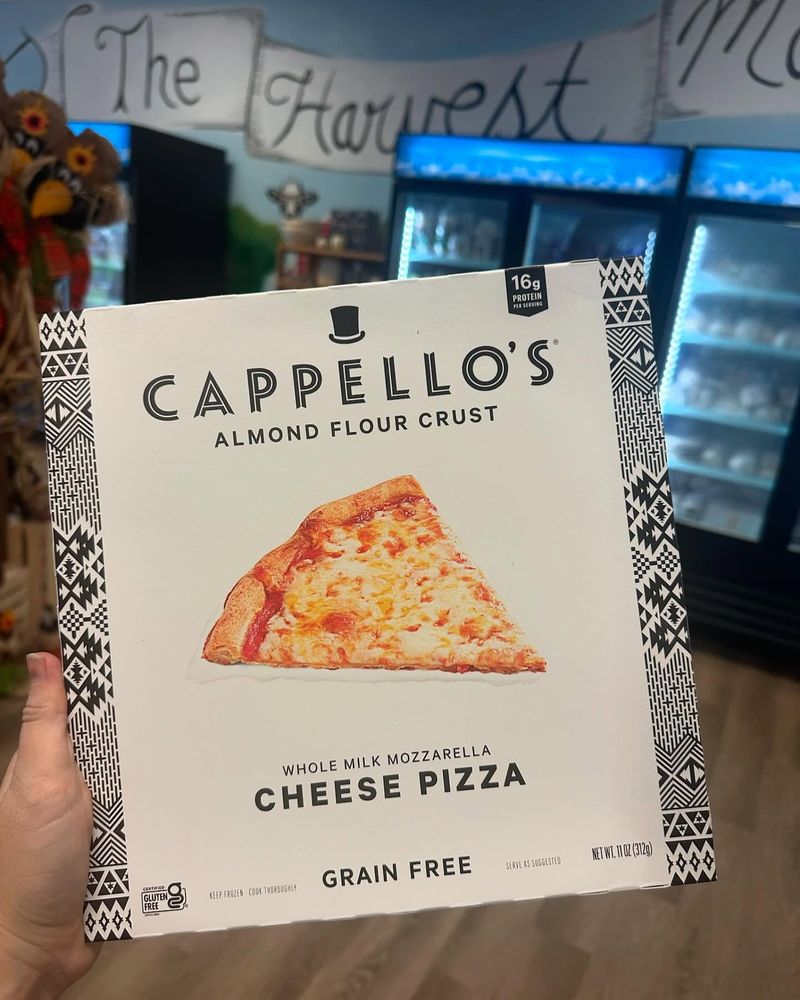 The Harvest
16g
PROTEIN
PER SERVING
CAPPELLO'S®
ALMOND FLOUR CRUST
WHOLE MILK MOZZARELLA
CHEESE PIZZA
GRAIN FREE
CERTIFIED
GLUTEN
FREE
KEEP FROZEN COOK THOROUGHLY
SERVE AS SUGGESTED
NET WT. 11 OZ (312g)